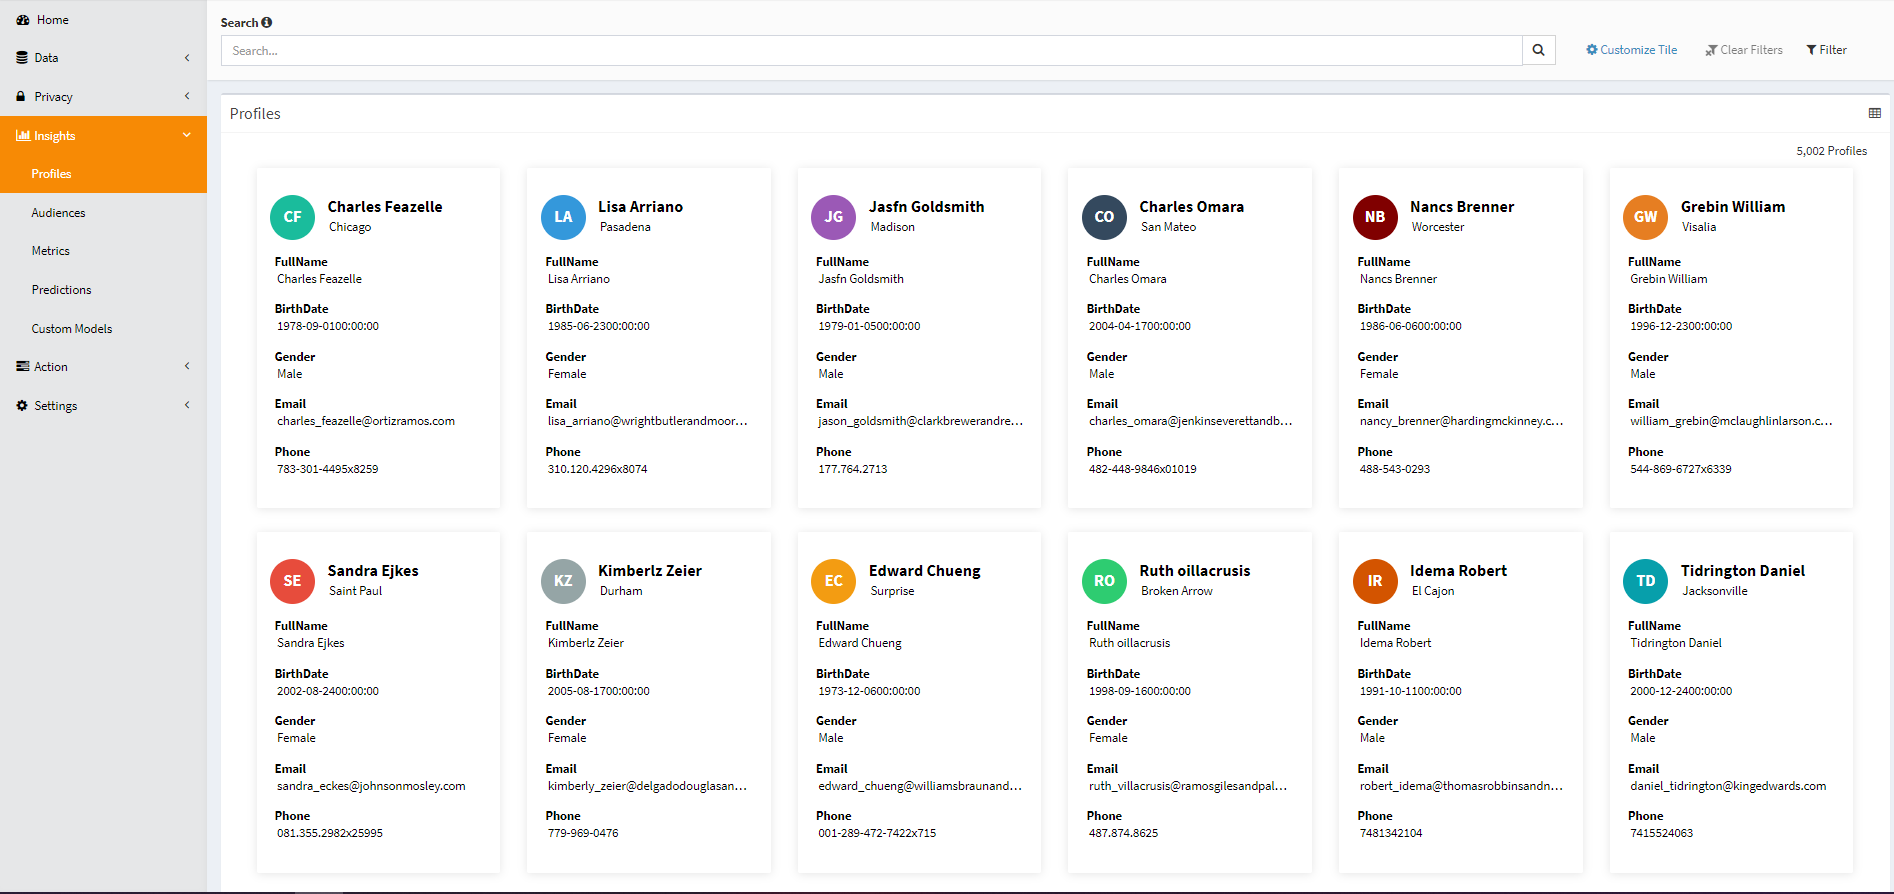 Home
Data
Privacy
Insights
Profiles
Audiences
Metrics
Predictions
Custom Models
Action
Settings
Search
Search...
Customize Tile
Clear Filters
Filter
Profiles
5,002 Profiles
CF
Charles Feazelle
Chicago
FullName
Charles Feazelle
BirthDate
1978-09-0100:00:00
Gender
Male
Email
charles_feazelle@ortizramos.com
Phone
783-301-4495x8259
LA
Lisa Arriano
Pasadena
FullName
Lisa Arriano
BirthDate
1985-06-2300:00:00
Gender
Female
Email
lisa_arriano@wrightbutlerandmoor...
Phone
310.120.4296x8074
JG
Jasfn Goldsmith
Madison
FullName
Jasfn Goldsmith
BirthDate
1979-01-0500:00:00
Gender
Male
Email
jason_goldsmith@clarkbrewerandre...
Phone
177.764.2713
CO
Charles Omara
San Mateo
FullName
Charles Omara
BirthDate
2004-04-1700:00:00
Gender
Male
Email
charles_omara@jenkinseverettandb...
Phone
482-448-9846x01019
NB
Nancs Brenner
Worcester
FullName
Nancs Brenner
BirthDate
1986-06-0600:00:00
Gender
Female
Email
nancy_brenner@hardingmckinney.c...
Phone
488-543-0293
GW
Grebin William
Visalia
FullName
Grebin William
BirthDate
1996-12-2300:00:00
Gender
Male
Email
william_grebin@mclaughlinlarson.c...
Phone
544-869-6727x6339
SE
Sandra Ejkes
Saint Paul
FullName
Sandra Ejkes
BirthDate
2002-08-2400:00:00
Gender
Female
Email
sandra_eckes@johnsonmosley.com
Phone
081.355.2982x25995
KZ
Kimberlz Zeier
Durham
FullName
Kimberlz Zeier
BirthDate
2005-08-1700:00:00
Gender
Female
Email
kimberly_zeier@delgadodouglasan...
Phone
779-969-0476
EC
Edward Chueng
Surprise
FullName
Edward Chueng
BirthDate
1973-12-0600:00:00
Gender
Male
Email
edward_chueng@williamsbraunand...
Phone
001-289-472-7422x715
RO
Ruth oillacrusis
Broken Arrow
FullName
Ruth oillacrusis
BirthDate
1998-09-1600:00:00
Gender
Female
Email
ruth_villacrusis@ramosgilesandpal...
Phone
487.874.8625
IR
Idema Robert
El Cajon
FullName
Idema Robert
BirthDate
1991-10-1100:00:00
Gender
Male
Email
robert_idema@thomasrobbinsandn...
Phone
7481342104
TD
Tidrington Daniel
Jacksonville
FullName
Tidrington Daniel
BirthDate
2000-12-2400:00:00
Gender
Male
Email
daniel_tidrington@kingedwards.com
Phone
7415524063